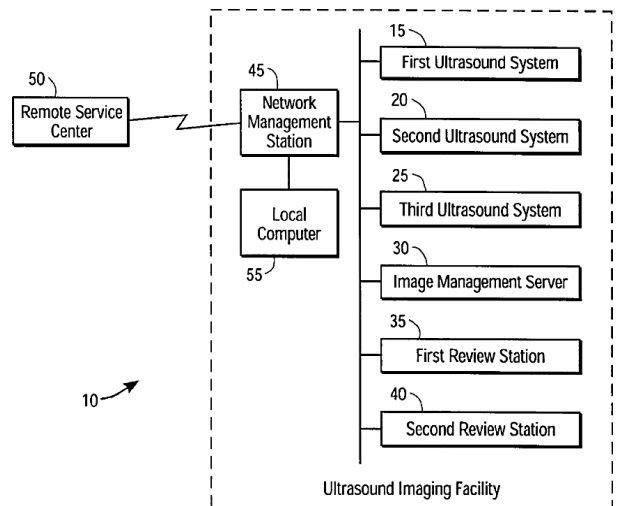 50
Remote Service
Center
45
Network
Management
Station
Local
Computer
55
15
First Ultrasound System
20
Second Ultrasound System
25
Third Ultrasound System
30
Image Management Server
35
First Review Station
40
Second Review Station
10
Ultrasound Imaging Facility